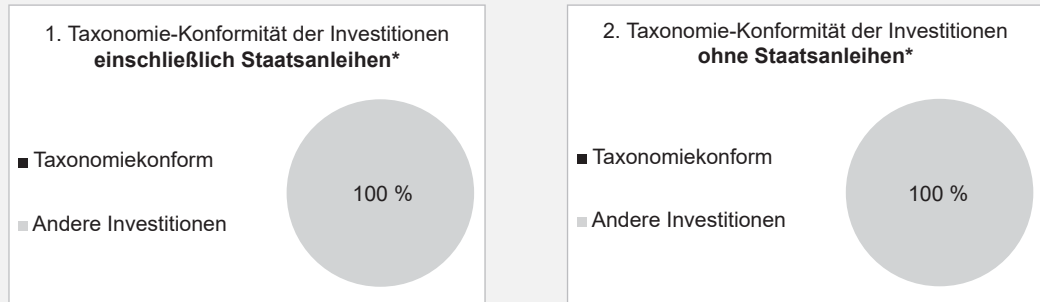 1. Taxonomie-Konformität der Investitionen
einschließlich Staatsanleihen*
Taxonomiekonform
Andere Investitionen
100 %
2. Taxonomie-Konformität der Investitionen
ohne Staatsanleihen*
Taxonomiekonform
Andere Investitionen
100 %